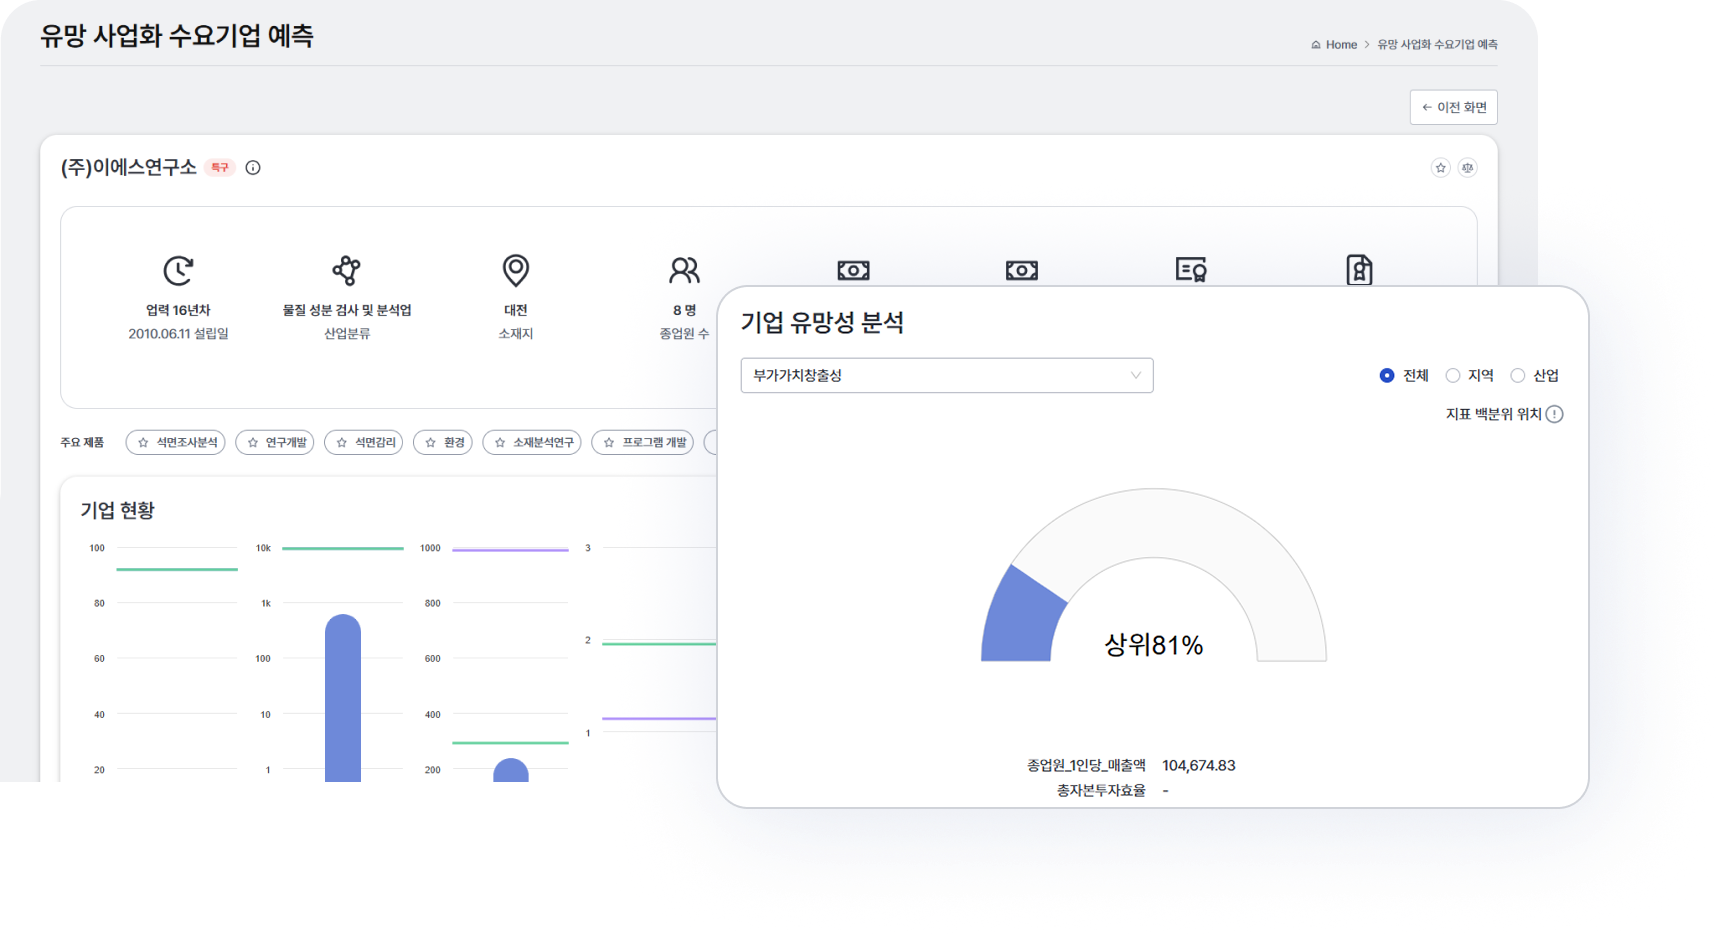 유망 사업화 수요기업 예측
Home > 유망 사업화 수요기업 예측
← 이전 화면
(주)이에스연구소 특구
업력 16년차
2010.06.11 설립일
물질 성분 검사 및 분석업
산업분류
대전
소재지
8 명
종업원 수
주요 제품 석면조사분석 연구개발 석면감리 환경 소재분석연구 프로그램 개발
기업 현황
100
80
60
40
20
10k
1k
100
10
1
1000
800
600
400
200
3
2
1
기업 유망성 분석
부가가치창출성
전체 지역 산업
지표 백분위 위치
상위81%
종업원_1인당_매출액 104,674.83
총자본투자효율 -